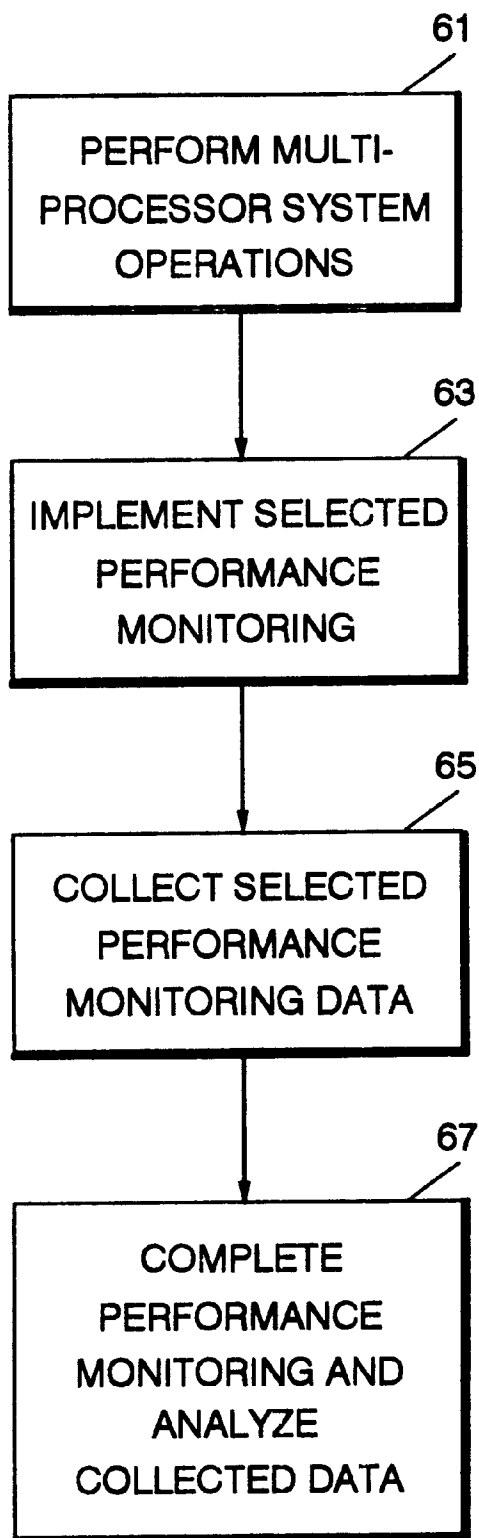 61
PERFORM MULTI-
PROCESSOR SYSTEM
OPERATIONS
63
IMPLEMENT SELECTED
PERFORMANCE
MONITORING
65
COLLECT SELECTED
PERFORMANCE
MONITORING DATA
67
COMPLETE
PERFORMANCE
MONITORING AND
ANALYZE
COLLECTED DATA